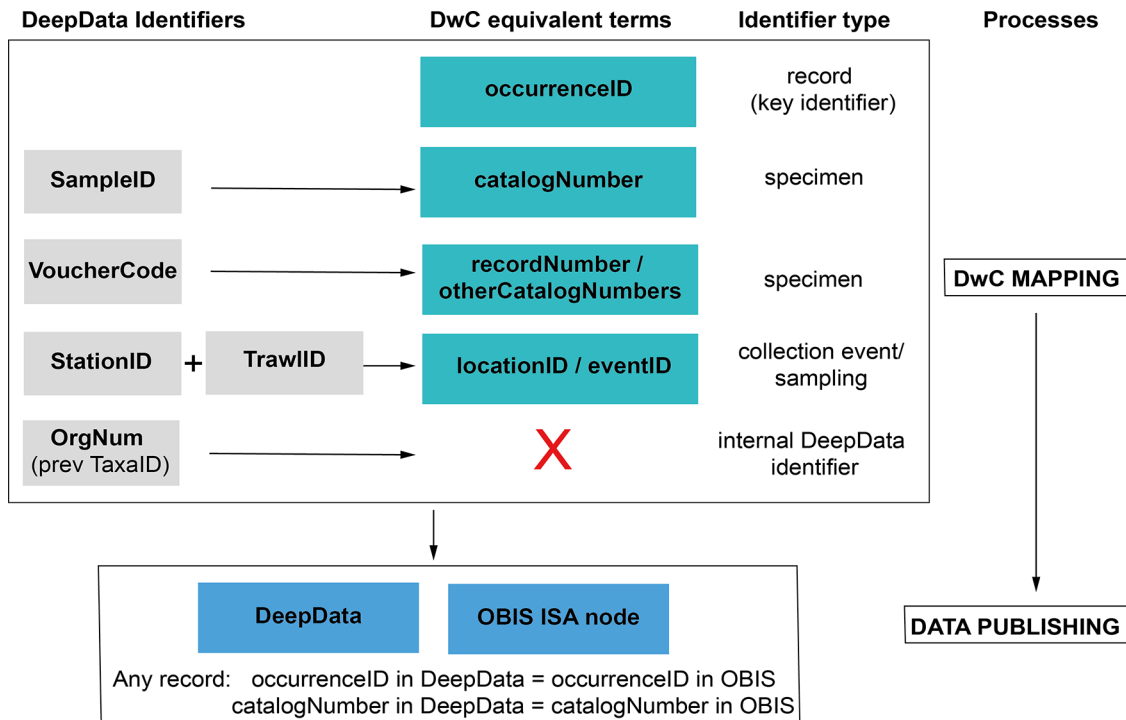 DeepData Identifiers
DwC equivalent terms
Identifier type
Processes
occurrenceID
record
(key identifier)
SampleID
catalogNumber
specimen
VoucherCode
recordNumber /
otherCatalogNumbers
specimen
DwC MAPPING
StationID
+
TrawlID
locationID / eventID
collection event/
sampling
OrgNum
(prev TaxaID)
X
internal DeepData
identifier
DeepData
OBIS ISA node
DATA PUBLISHING
Any record: occurrenceID in DeepData = occurrenceID in OBIS
catalogNumber in DeepData = catalogNumber in OBIS